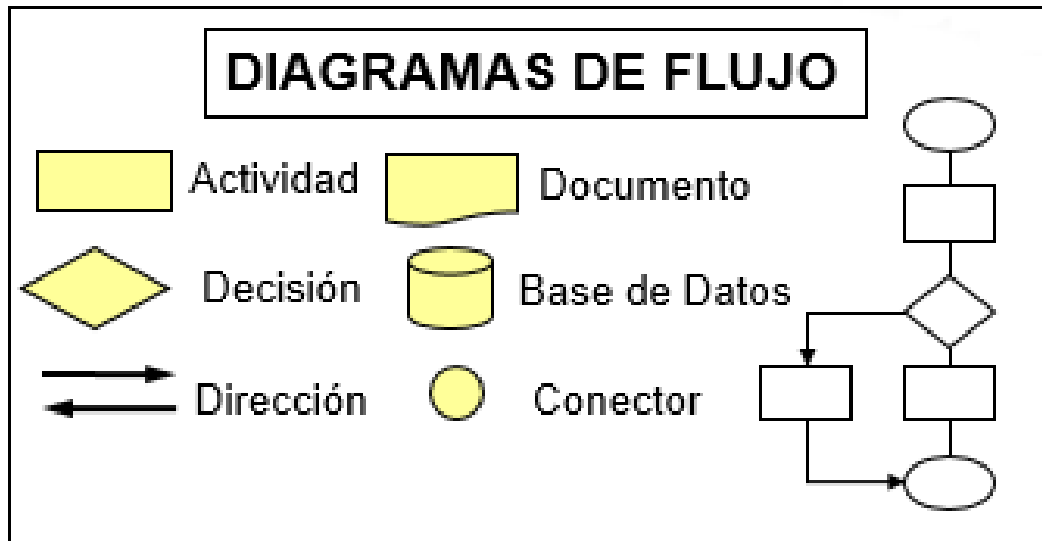 DIAGRAMAS DE FLUJO
Actividad
Documento
Decisión
Base de Datos
Dirección
Conector